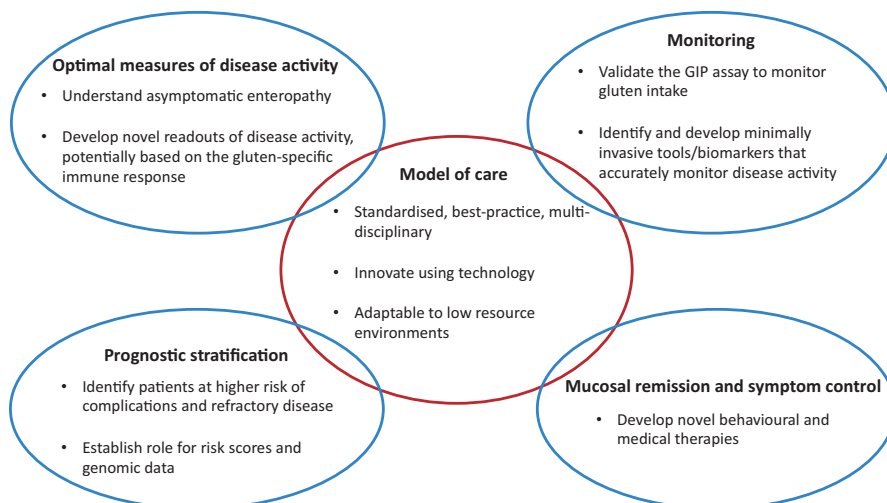 Optimal measures of disease activity
• Understand asymptomatic enteropathy
• Develop novel readouts of disease activity,
potentially based on the gluten-specific
immune response
Monitoring
• Validate the GIP assay to monitor
gluten intake
• Identify and develop minimally
invasive tools/biomarkers that
accurately monitor disease activity
Model of care
• Standardised, best-practice, multi-
disciplinary
• Innovate using technology
• Adaptable to low resource
environments
Prognostic stratification
• Identify patients at higher risk of
complications and refractory disease
• Establish role for risk scores and
genomic data
Mucosal remission and symptom control
• Develop novel behavioural and
medical therapies